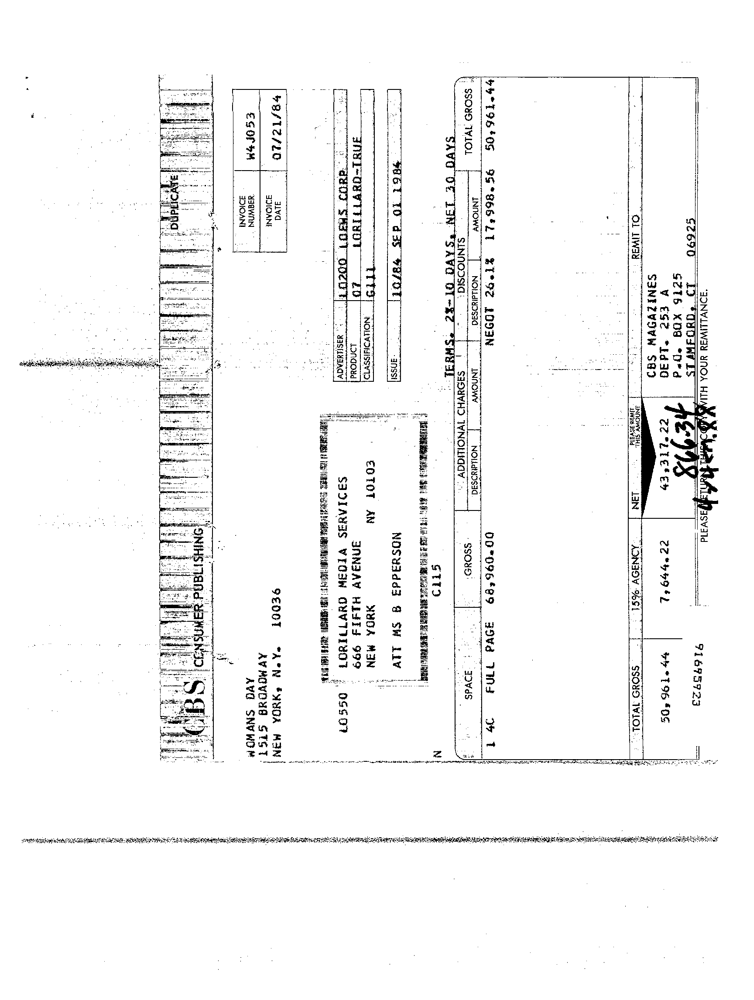 CBS CONSUMER PUBLISHING
DUPLICATE
WOMANS DAY
1515 BROADWAY
NEW YORK, N.Y. 10036
INVOICE NUMBER W4J053
INVOICE DATE 07/21/84
L0550 LORILLARD MEDIA SERVICES
666 FIFTH AVENUE
NEW YORK NY 10103
ATT MS B EPPERSON
C115
ADVERTISER L0200 LOEWS CORP
PRODUCT 07 LORILLARD-TRUE
CLASSIFICATION G111
ISSUE 10/84 SEP 01 1984
N
TERMS. 2%-10 DAYS, NET 30 DAYS
SPACE GROSS ADDITIONAL CHARGES DISCOUNTS TOTAL GROSS
DESCRIPTION AMOUNT DESCRIPTION AMOUNT
1 4C FULL PAGE 68,960.00 NEGOT 26.1% 17,998.56 50,961.44
TOTAL GROSS 15% AGENCY NET PLEASE REMIT THIS AMOUNT REMIT TO
50,961.44 7,644.22 43,317.22 CBS MAGAZINES
DEPT. 253 A
866.34 P.O. BOX 9125
STAMFORD, CT 06925
PLEASE RETURN THIS COPY WITH YOUR REMITTANCE.
91695923